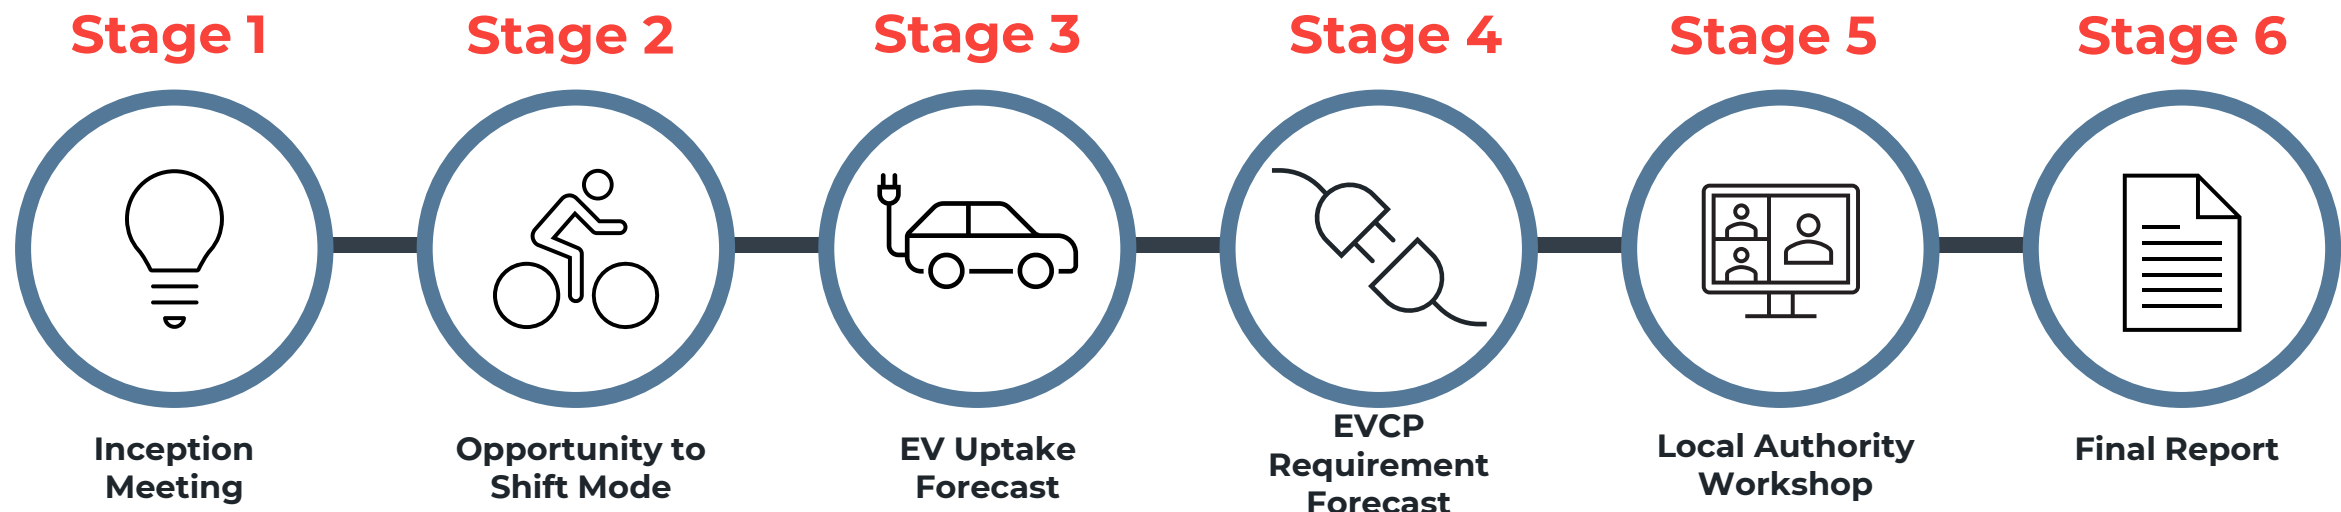 Stage 1
Stage 2
Stage 3
Stage 4
Stage 5
Stage 6
Inception
Meeting
Opportunity to
Shift Mode
EV Uptake
Forecast
EVCP
Requirement
Forecast
Local Authority
Workshop
Final Report